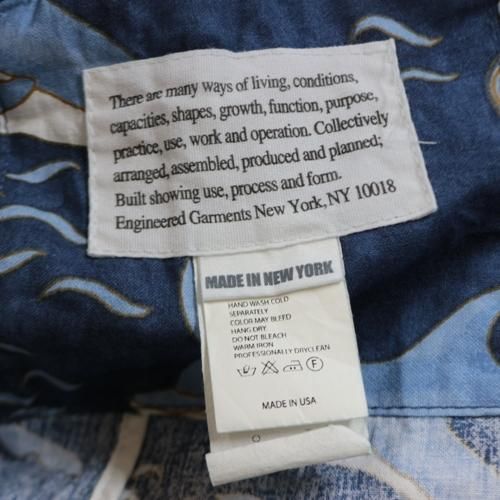 There are many ways of living, conditions,
capacities, shapes, growth, function, purpose,
practice, use, work and operation. Collectively
arranged, assembled, produced and planned;
Built showing use, process and form.
Engineered Garments New York, NY 10018
MADE IN NEW YORK
HAND WASH COLD
SEPARATELY
COLOR MAY BLEED
HANG DRY
DO NOT BLEACH
WARM IRON
PROFESSIONALLY DRYCLEAN
F
MADE IN USA